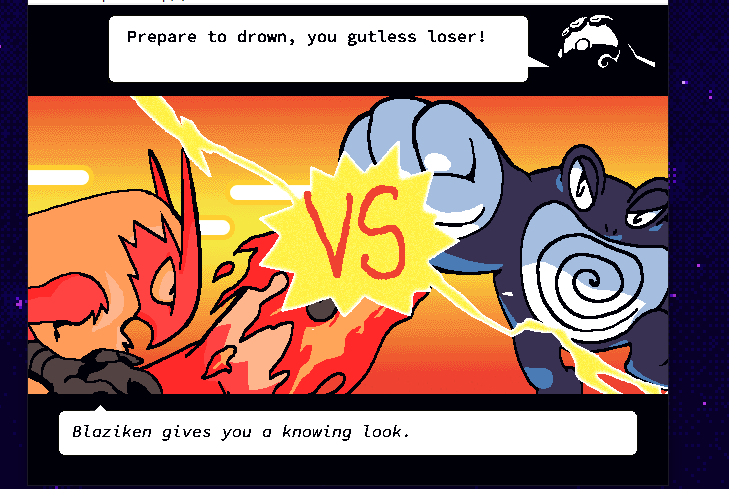 Prepare to drown, you gutless loser!
VS
Blaziken gives you a knowing look.